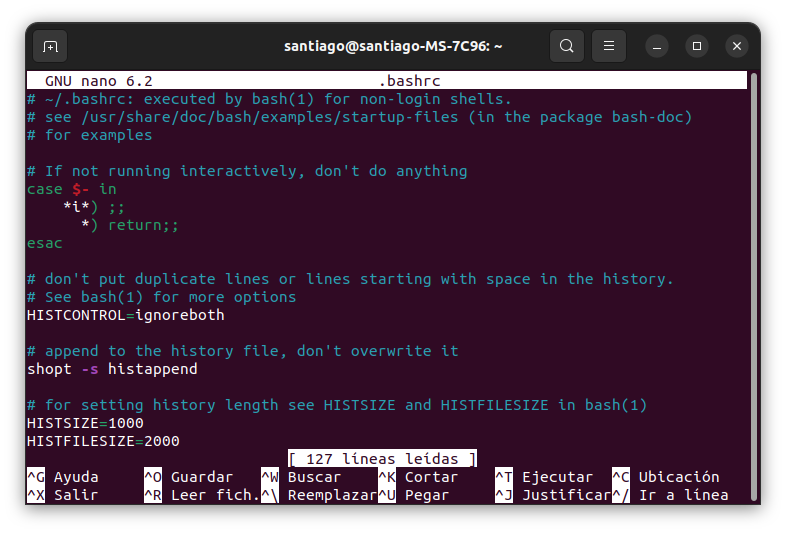 santiago@santiago-MS-7C96: ~
GNU nano 6.2 .bashrc
# ~/.bashrc: executed by bash(1) for non-login shells.
# see /usr/share/doc/bash/examples/startup-files (in the package bash-doc)
# for examples
# If not running interactively, don't do anything
case $- in
*i*) ;;
*) return;;
esac
# don't put duplicate lines or lines starting with space in the history.
# See bash(1) for more options
HISTCONTROL=ignoreboth
# append to the history file, don't overwrite it
shopt -s histappend
# for setting history length see HISTSIZE and HISTFILESIZE in bash(1)
HISTSIZE=1000
HISTFILESIZE=2000
[ 127 líneas leídas ]
^G Ayuda ^O Guardar ^W Buscar ^K Cortar ^T Ejecutar ^C Ubicación
^X Salir ^R Leer fich. ^\ Reemplazar ^U Pegar ^J Justificar ^/ Ir a línea